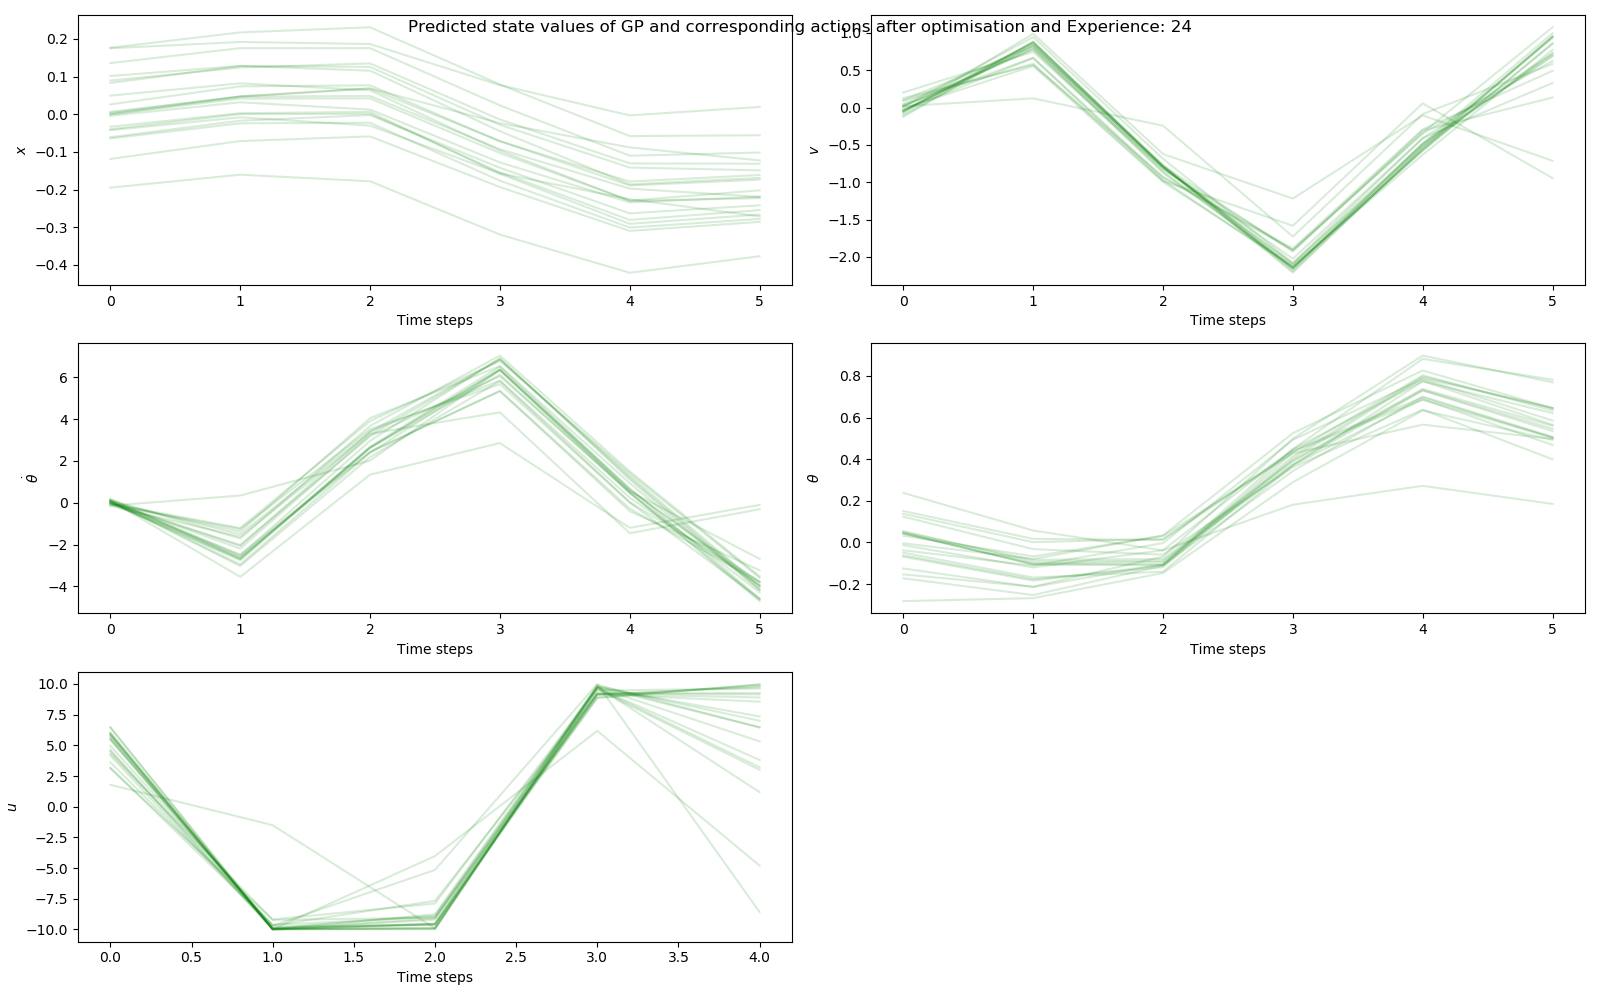 Predicted state values of GP and corresponding actions after optimisation and Experience: 24
0.2
0.1
0.0
−0.1
−0.2
−0.3
−0.4
x
0 1 2 3 4 5
Time steps
1.0
0.5
0.0
−0.5
−1.0
−1.5
−2.0
v
0 1 2 3 4 5
Time steps
6
4
2
0
−2
−4
θ̇
0 1 2 3 4 5
Time steps
0.8
0.6
0.4
0.2
0.0
−0.2
θ
0 1 2 3 4 5
Time steps
10.0
7.5
5.0
2.5
0.0
−2.5
−5.0
−7.5
−10.0
u
0.0 0.5 1.0 1.5 2.0 2.5 3.0 3.5 4.0
Time steps